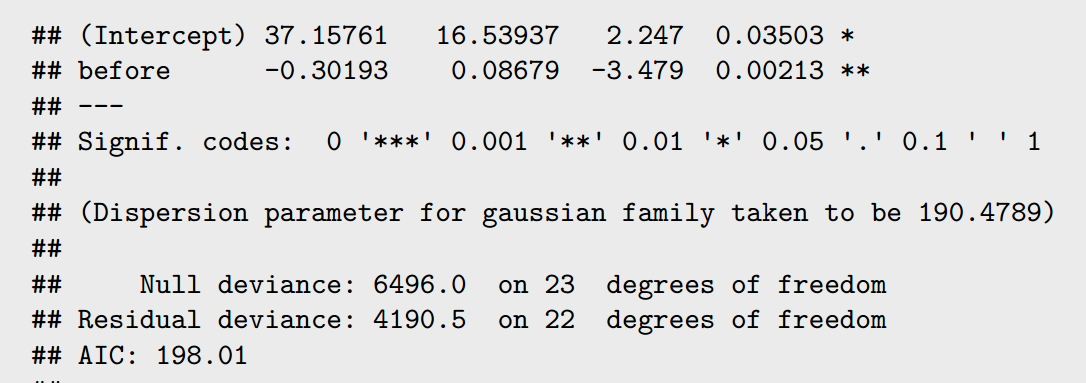 ## (Intercept) 37.15761   16.53937   2.247  0.03503 *
## before      -0.30193    0.08679  -3.479  0.00213 **
## ---
## Signif. codes:  0 '***' 0.001 '**' 0.01 '*' 0.05 '.' 0.1 ' ' 1
##
## (Dispersion parameter for gaussian family taken to be 190.4789)
##
##     Null deviance: 6496.0  on 23  degrees of freedom
## Residual deviance: 4190.5  on 22  degrees of freedom
## AIC: 198.01
##